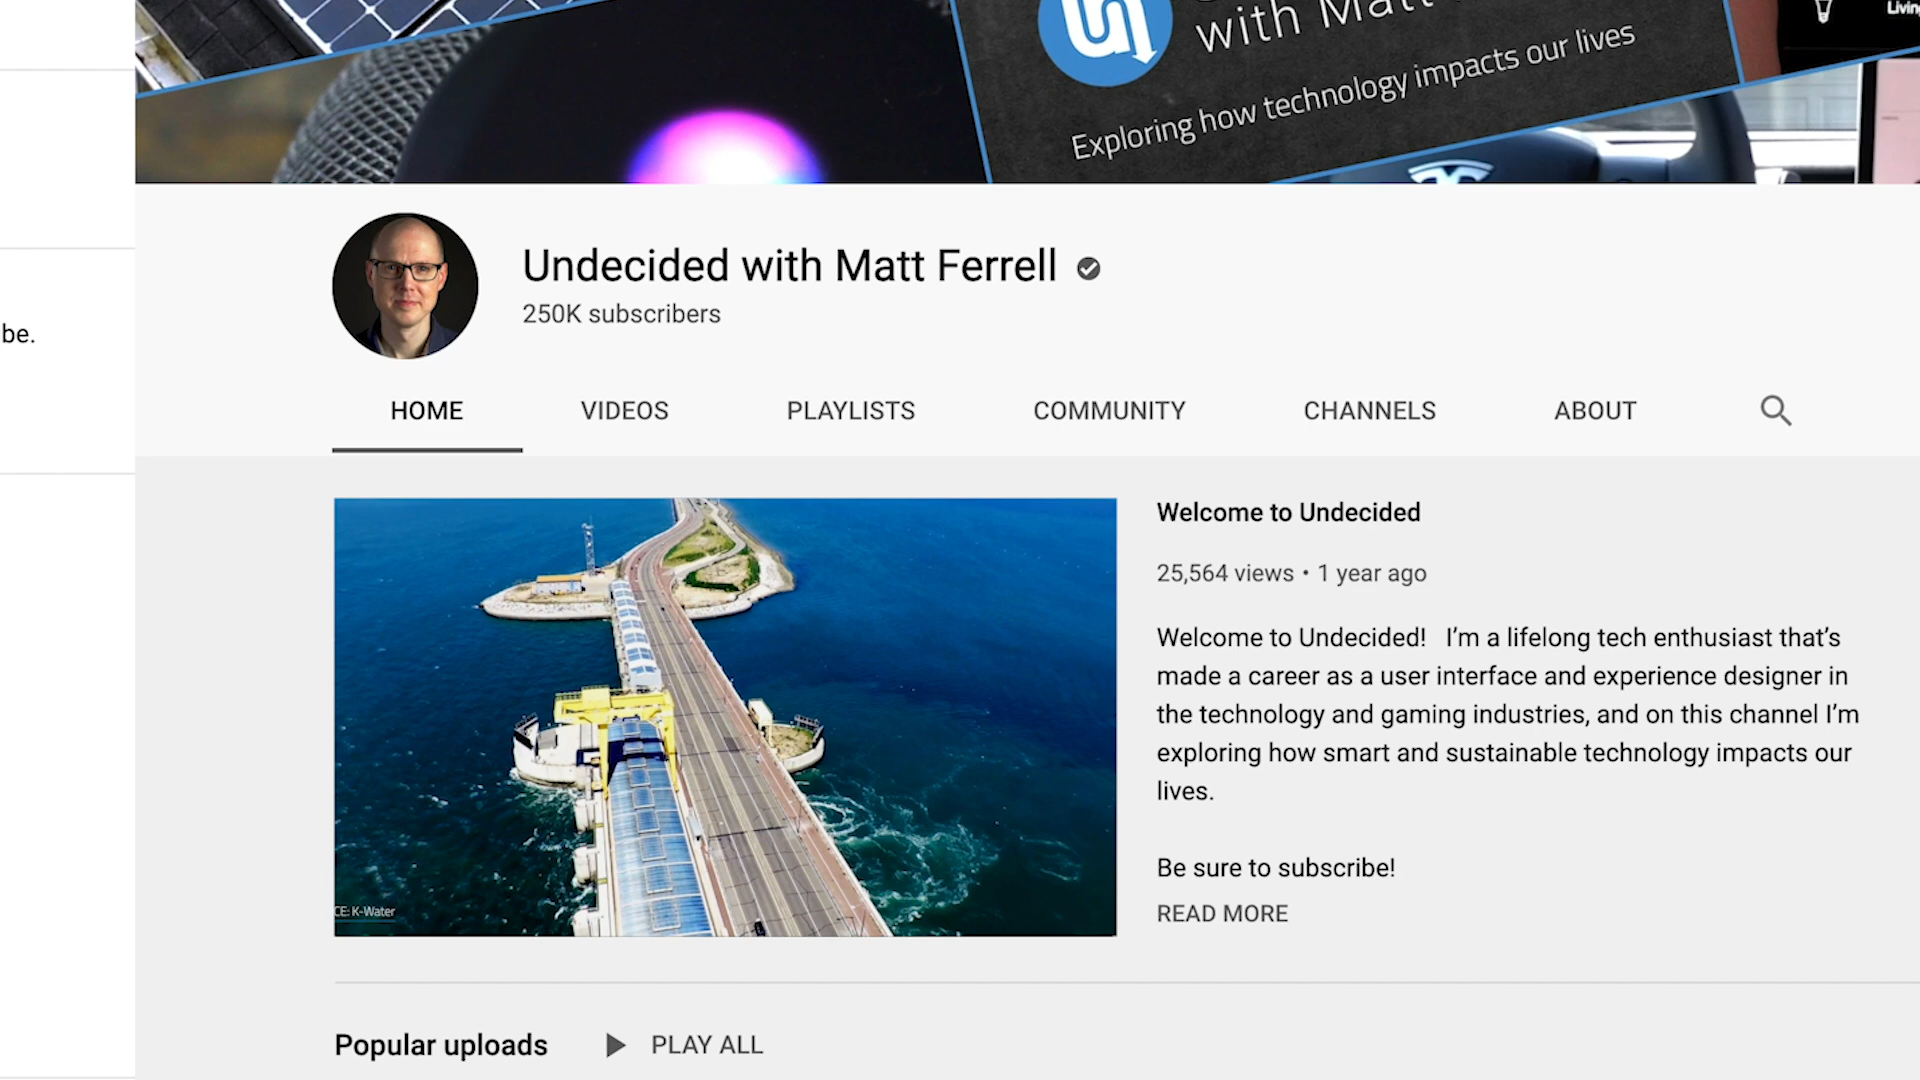 with Matt
Exploring how technology impacts our lives
be.
Undecided with Matt Ferrell
250K subscribers
HOME
VIDEOS
PLAYLISTS
COMMUNITY
CHANNELS
ABOUT
Welcome to Undecided
25,564 views • 1 year ago
Welcome to Undecided! I’m a lifelong tech enthusiast that’s
made a career as a user interface and experience designer in
the technology and gaming industries, and on this channel I’m
exploring how smart and sustainable technology impacts our
lives.
Be sure to subscribe!
READ MORE
CE: K-Water
Popular uploads
PLAY ALL